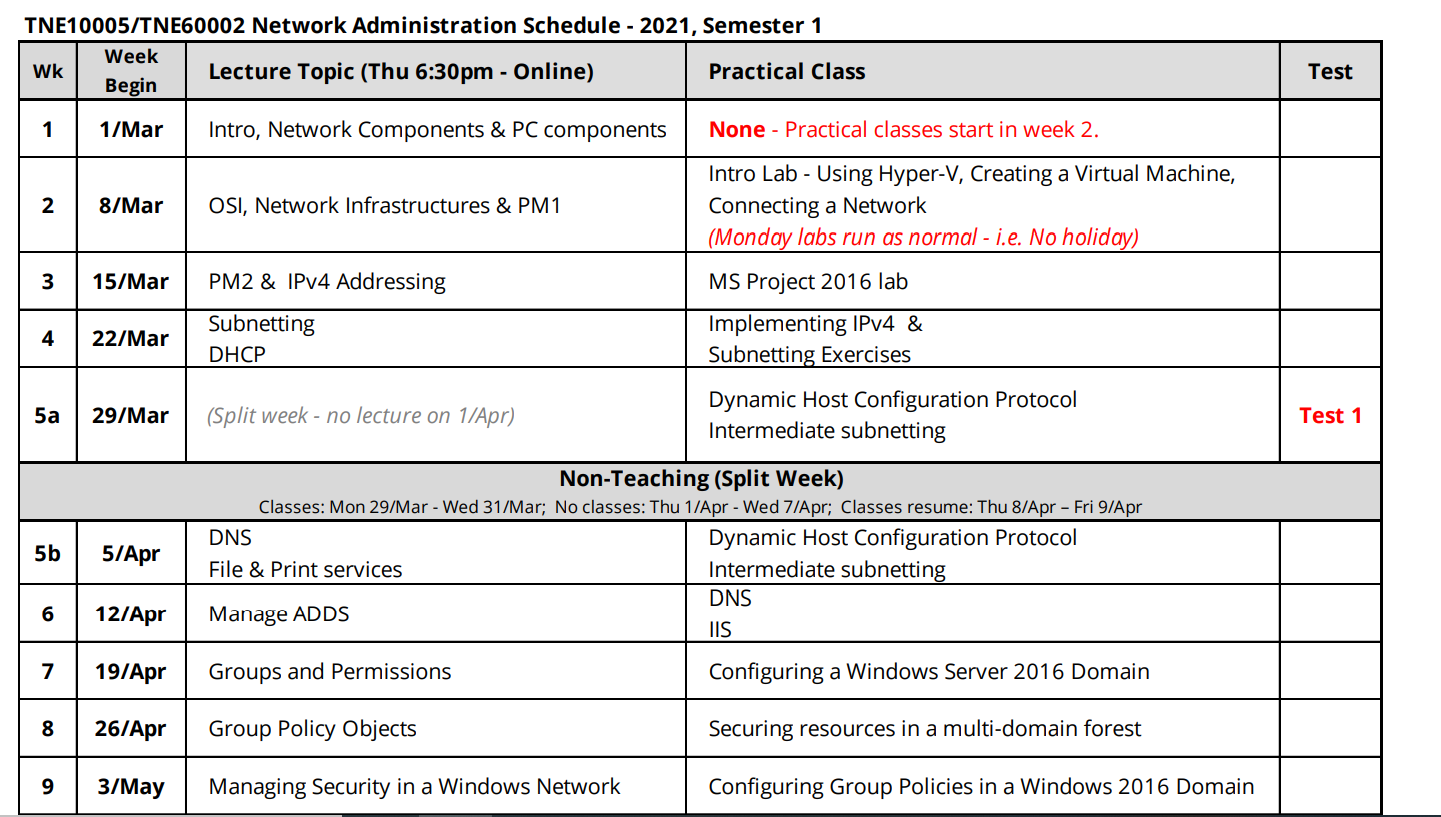 TNE10005/TNE60002 Network Administration Schedule - 2021, Semester 1
Wk
Week
Begin
Lecture Topic (Thu 6:30pm - Online)
Practical Class
Test
1
1/Mar
Intro, Network Components & PC components
None - Practical classes start in week 2.
2
8/Mar
OSI, Network Infrastructures & PM1
Intro Lab - Using Hyper-V, Creating a Virtual Machine,
Connecting a Network
(Monday labs run as normal - i.e. No holiday)
3
15/Mar
PM2 & IPv4 Addressing
MS Project 2016 lab
4
22/Mar
Subnetting
DHCP
Implementing IPv4 &
Subnetting Exercises
5a
29/Mar
(Split week - no lecture on 1/Apr)
Dynamic Host Configuration Protocol
Intermediate subnetting
Test 1
Non-Teaching (Split Week)
Classes: Mon 29/Mar - Wed 31/Mar; No classes: Thu 1/Apr - Wed 7/Apr; Classes resume: Thu 8/Apr – Fri 9/Apr
5b
5/Apr
DNS
File & Print services
Dynamic Host Configuration Protocol
Intermediate subnetting
6
12/Apr
Manage ADDS
DNS
IIS
7
19/Apr
Groups and Permissions
Configuring a Windows Server 2016 Domain
8
26/Apr
Group Policy Objects
Securing resources in a multi-domain forest
9
3/May
Managing Security in a Windows Network
Configuring Group Policies in a Windows 2016 Domain